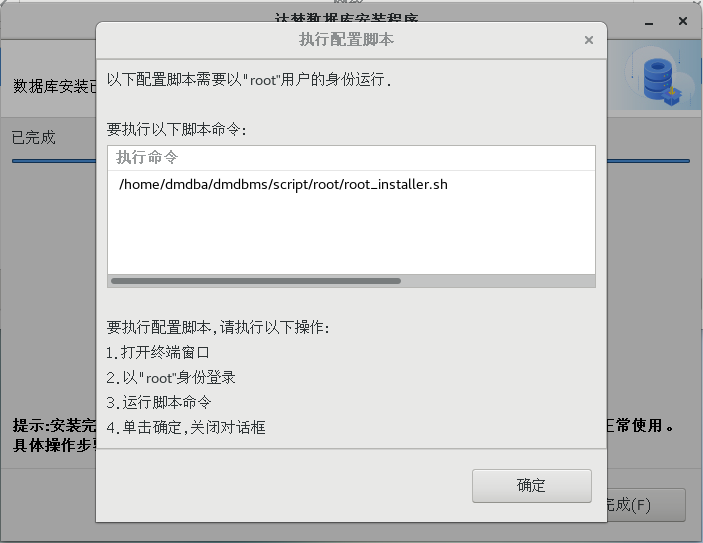 达梦数据库安装程序
执行配置脚本
数据库安装已
以下配置脚本需要以"root"用户的身份运行.
已完成
要执行以下脚本命令:
执行命令
/home/dmdba/dmdbms/script/root/root_installer.sh
要执行配置脚本,请执行以下操作:
1.打开终端窗口
2.以"root"身份登录
3.运行脚本命令
4.单击确定,关闭对话框
提示:安装完
正常使用。
具体操作步骤
确定
完成(F)